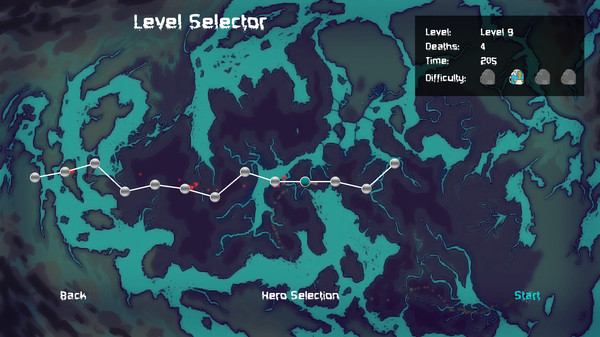 Level Selector
Level: Level 9
Deaths: 4
Time: 205
Difficulty:
Back
Hero Selection
Start